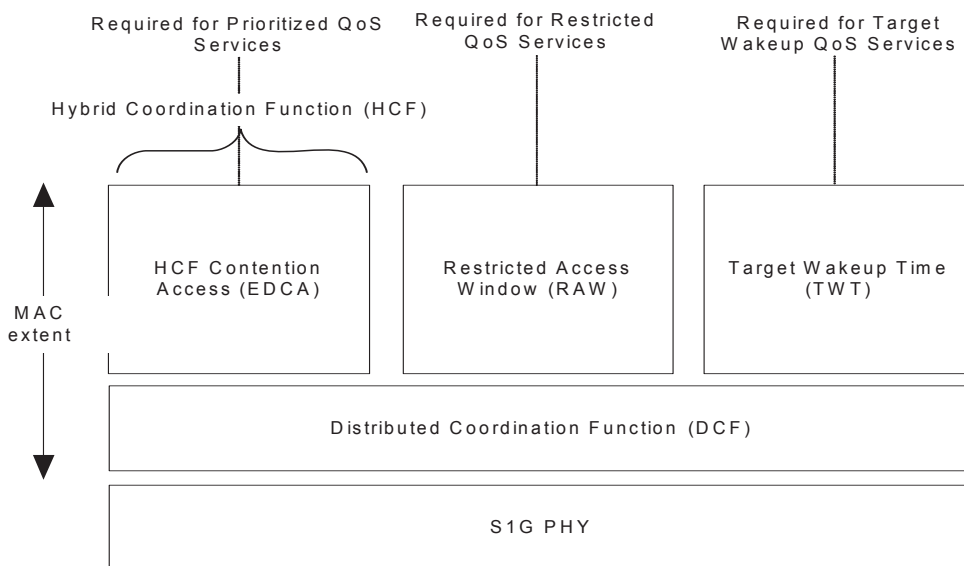 Required for Prioritized QoS
Services
Required for Restricted
QoS Services
Required for Target
Wakeup QoS Services
Hybrid Coordination Function (HCF)
HCF Contention
Access (EDCA)
Restricted Access
Window (RAW)
Target Wakeup Time
(TWT)
MAC
extent
Distributed Coordination Function (DCF)
S1G PHY